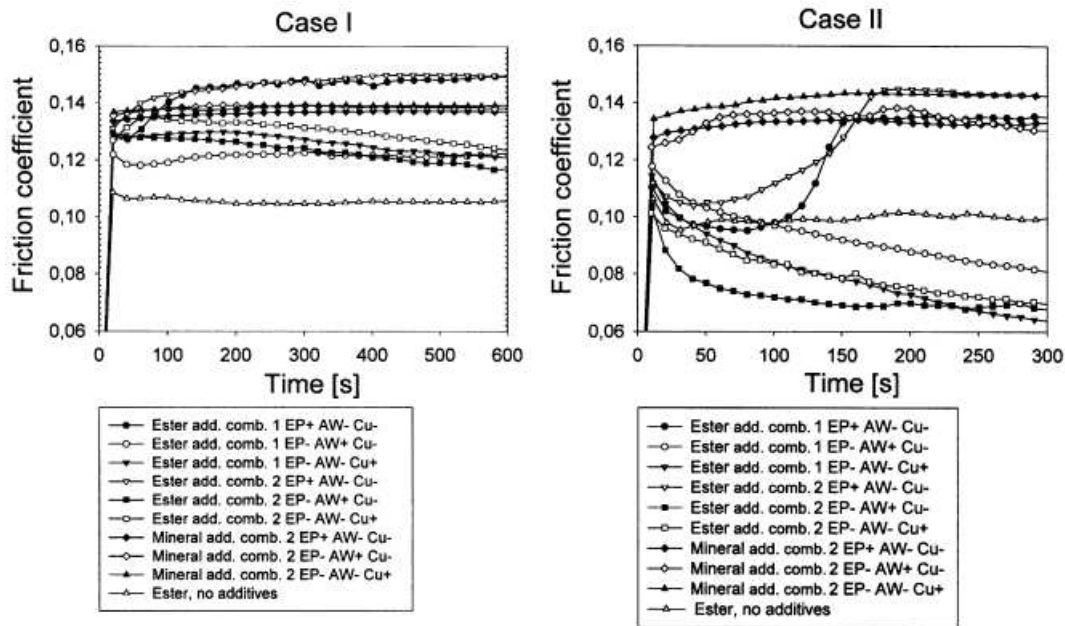 Case I
Friction coefficient
0,16
0,14
0,12
0,10
0,08
0,06
0 100 200 300 400 500 600
Time [s]
Ester add. comb. 1 EP+ AW- Cu-
Ester add. comb. 1 EP- AW+ Cu-
Ester add. comb. 1 EP- AW- Cu+
Ester add. comb. 2 EP+ AW- Cu-
Ester add. comb. 2 EP- AW+ Cu-
Ester add. comb. 2 EP- AW- Cu+
Mineral add. comb. 2 EP+ AW- Cu-
Mineral add. comb. 2 EP- AW+ Cu-
Mineral add. comb. 2 EP- AW- Cu+
Ester, no additives
Case II
Friction coefficient
0,16
0,14
0,12
0,10
0,08
0,06
0 50 100 150 200 250 300
Time [s]
Ester add. comb. 1 EP+ AW- Cu-
Ester add. comb. 1 EP- AW+ Cu-
Ester add. comb. 1 EP- AW- Cu+
Ester add. comb. 2 EP+ AW- Cu-
Ester add. comb. 2 EP- AW+ Cu-
Ester add. comb. 2 EP- AW- Cu+
Mineral add. comb. 2 EP+ AW- Cu-
Mineral add. comb. 2 EP- AW+ Cu-
Mineral add. comb. 2 EP- AW- Cu+
Ester, no additives